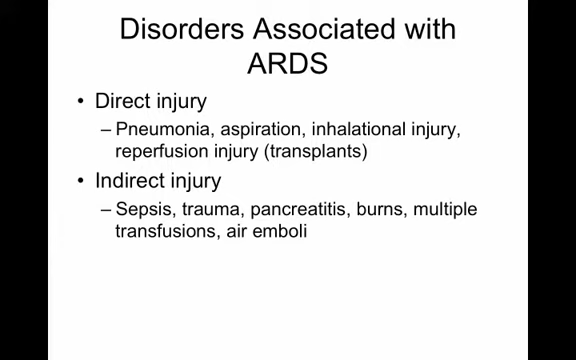 Disorders Associated with
ARDS
• Direct injury
– Pneumonia, aspiration, inhalational injury,
reperfusion injury (transplants)
• Indirect injury
– Sepsis, trauma, pancreatitis, burns, multiple
transfusions, air emboli